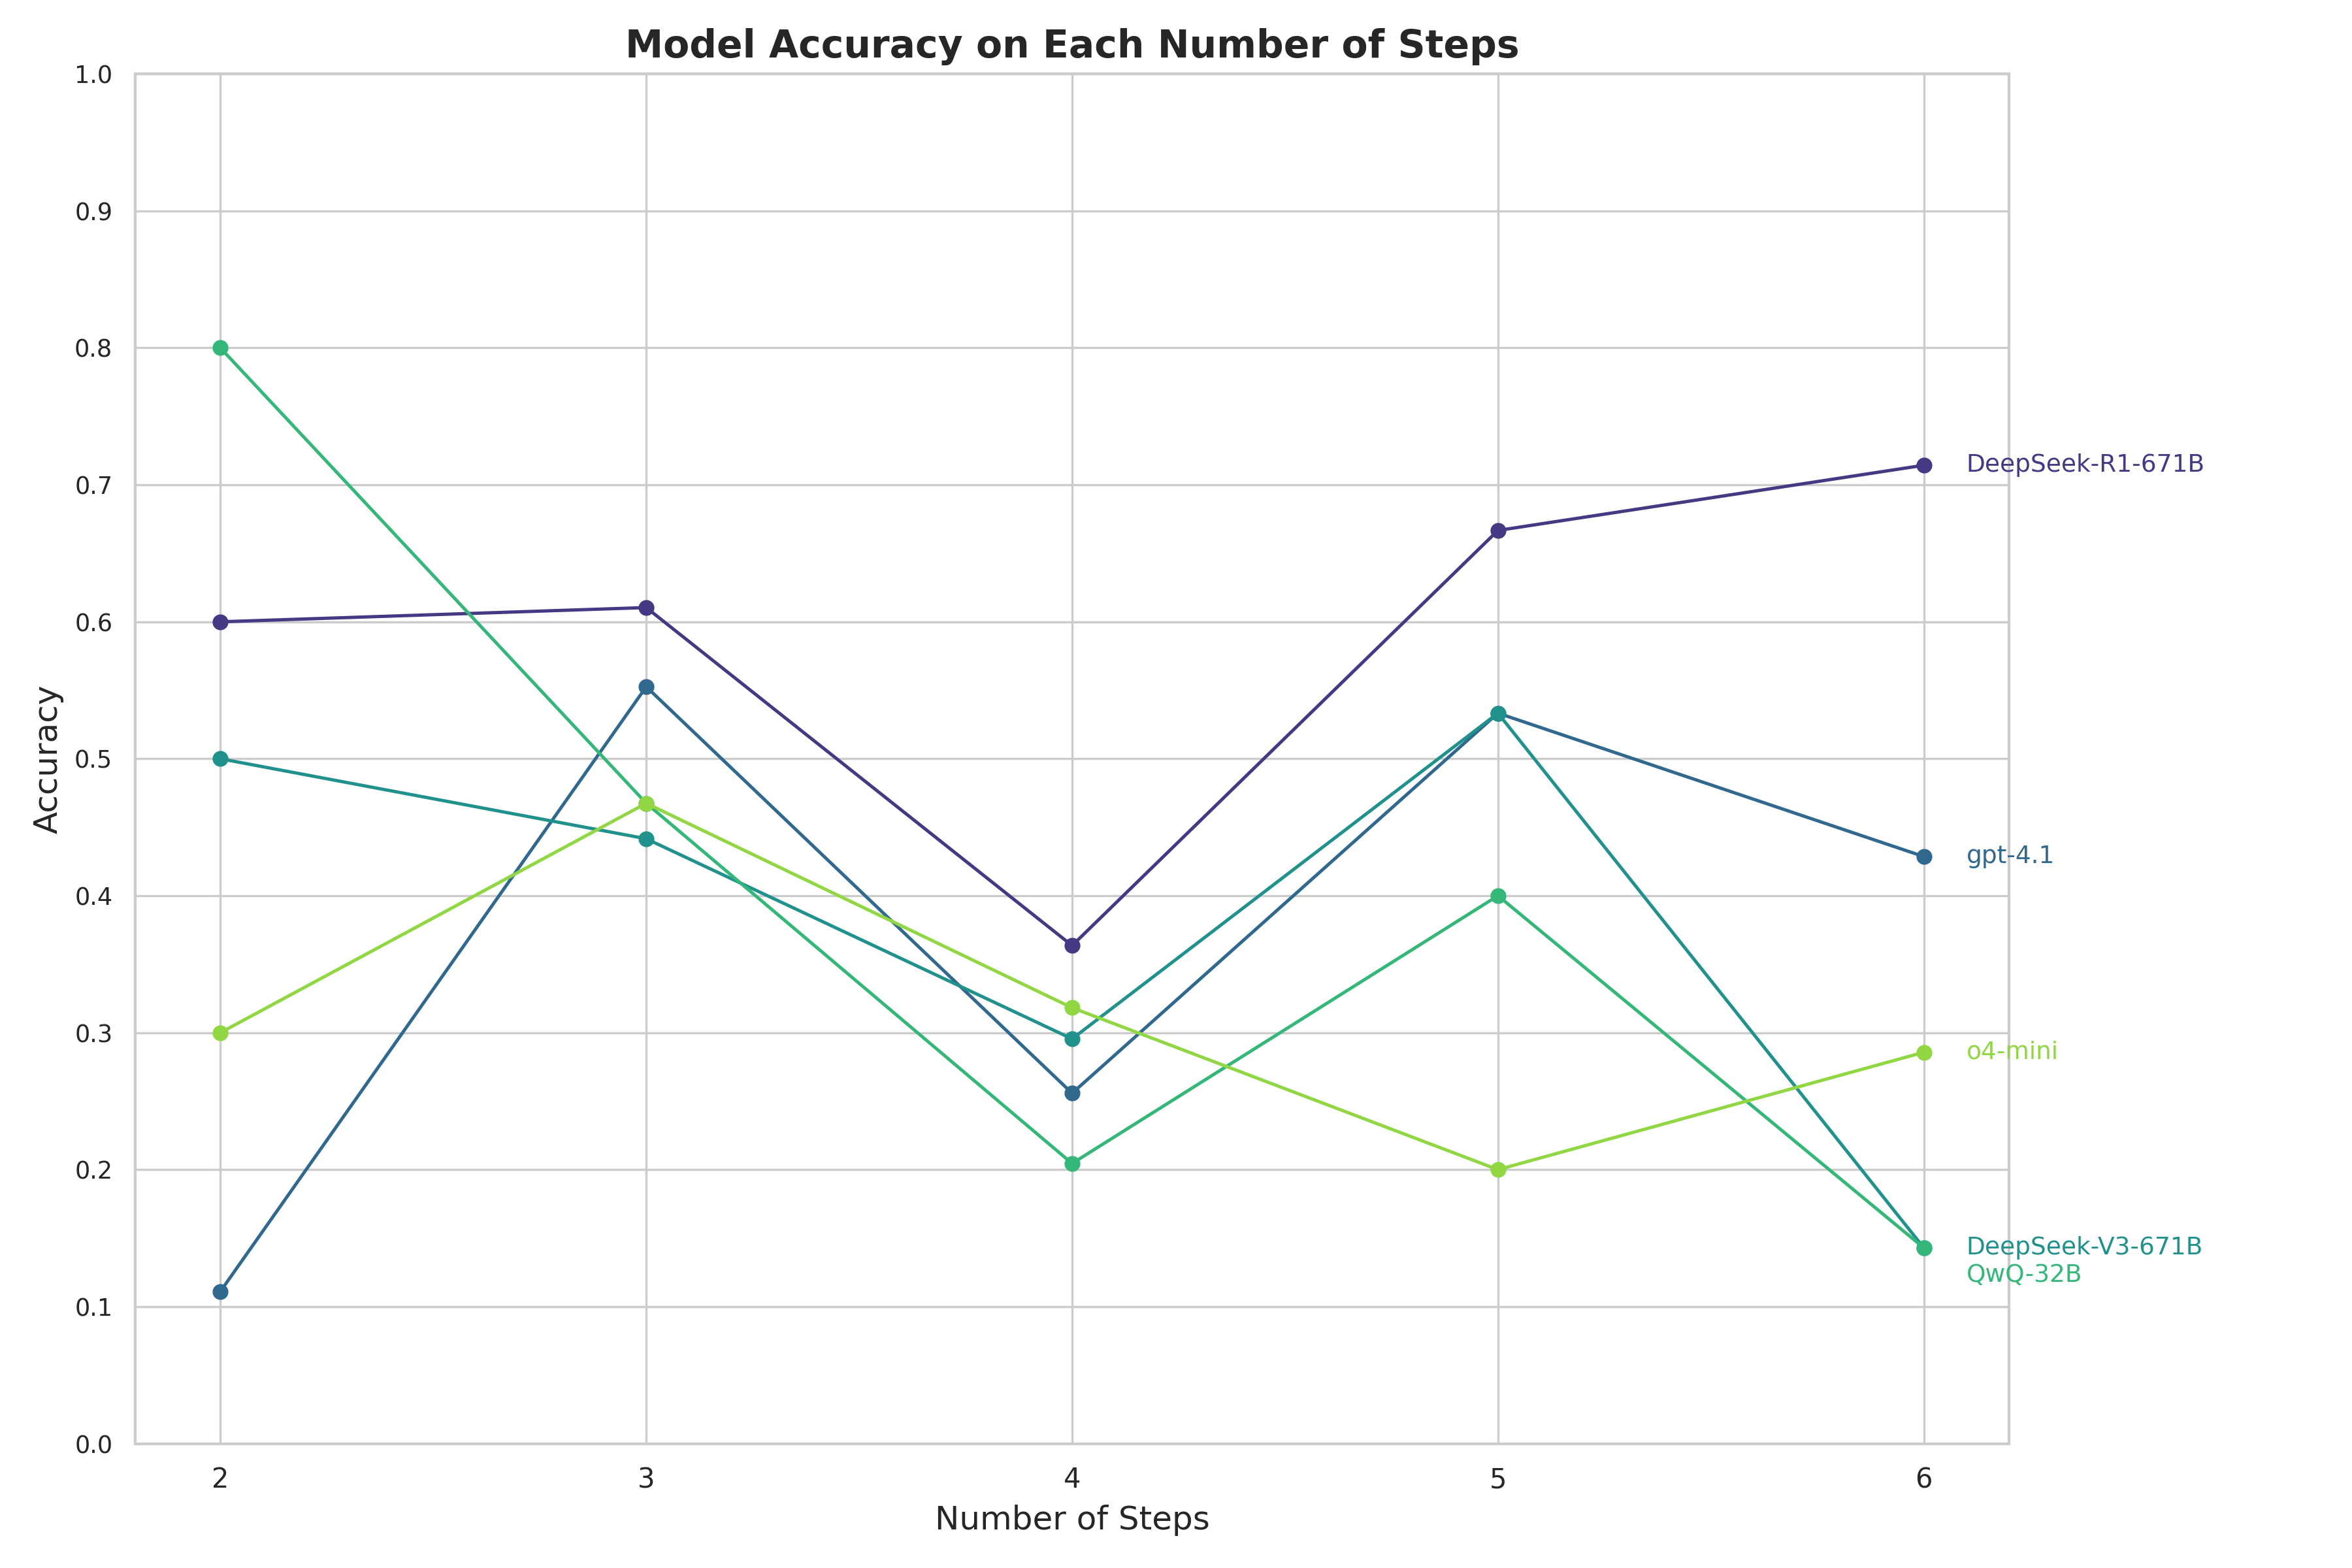 Model Accuracy on Each Number of Steps
1.0
0.9
0.8
0.7
0.6
0.5
0.4
0.3
0.2
0.1
0.0
Accuracy
DeepSeek-R1-671B
gpt-4.1
o4-mini
DeepSeek-V3-671B
QwQ-32B
2 3 4 5 6
Number of Steps